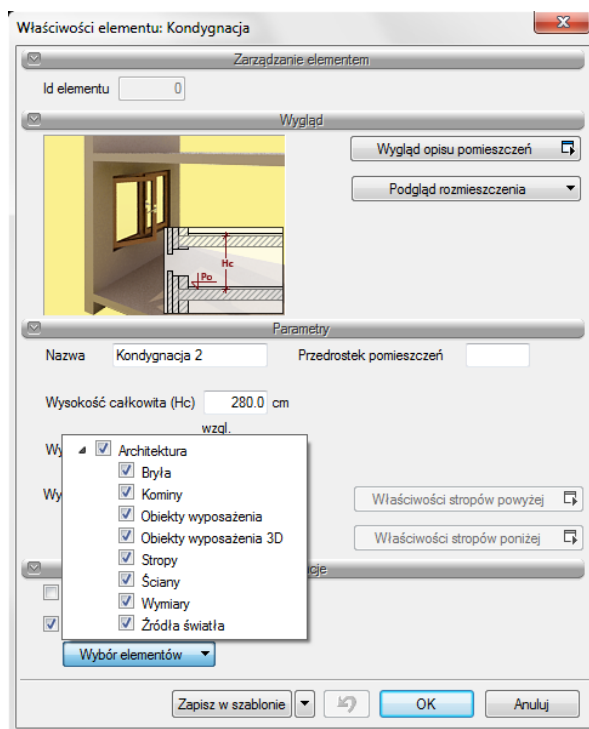 Właściwości elementu: Kondygnacja
Zarządzanie elementem
Id elementu 0
Wygląd
Wygląd opisu pomieszczeń
Podgląd rozmieszczenia
Hc
Po
Parametry
Nazwa Kondygnacja 2 Przedrostek pomieszczeń
Wysokość całkowita (Hc) 280.0 cm
wzgl.
Wy
Architektura
Bryła
Wy
Kominy
Właściwości stropów powyżej
Obiekty wyposażenia
Obiekty wyposażenia 3D
Właściwości stropów poniżej
Stropy
Ściany
Wymiary
Źródła światła
Wybór elementów
Zapisz w szablonie
OK
Anuluj